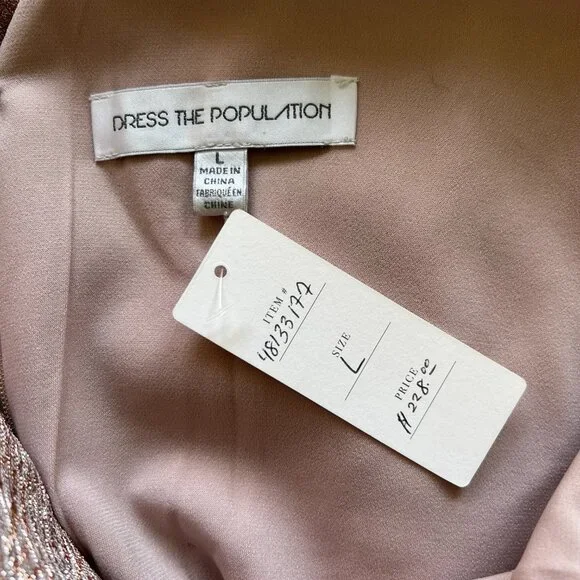 DRESS THE POPULATION
L
MADE IN
CHINA
FABRIQUÉ EN
CHINE
ITEM #
48133177
SIZE
L
PRICE
228.00